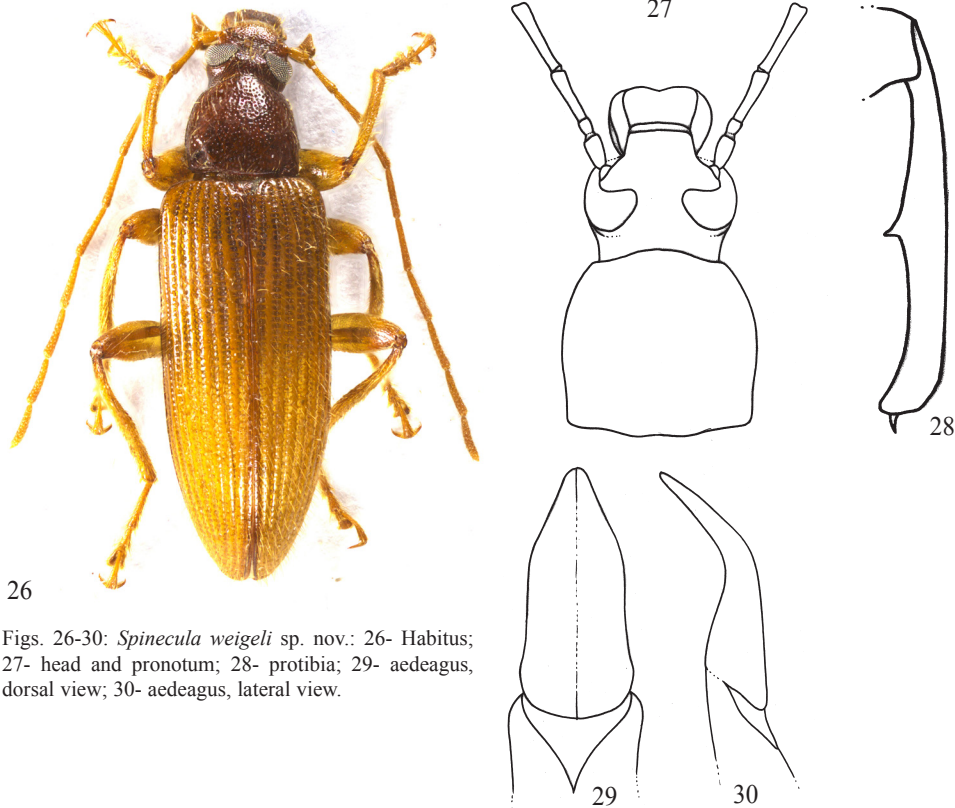 27
28
26
Figs. 26-30: Spinecula weigeli sp. nov.: 26- Habitus;
27- head and pronotum; 28- protibia; 29- aedeagus,
dorsal view; 30- aedeagus, lateral view.
29
30